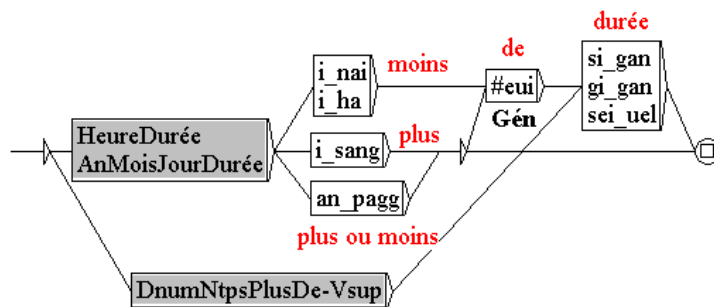 de
durée
moins
i_nai
i_ha
#eui
Gén
si_gan
gi_gan
sei_uel
HeureDurée
AnMoisJourDurée
plus
i_sang
an_pagg
plus ou moins
DnumNtpsPlusDe-Vsup